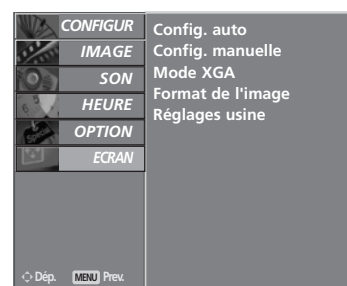 CONFIGUR
IMAGE
SON
HEURE
OPTION
ECRAN
Config. auto
Config. manuelle
Mode XGA
Format de l'image
Réglages usine
Dép. MENU Prev.